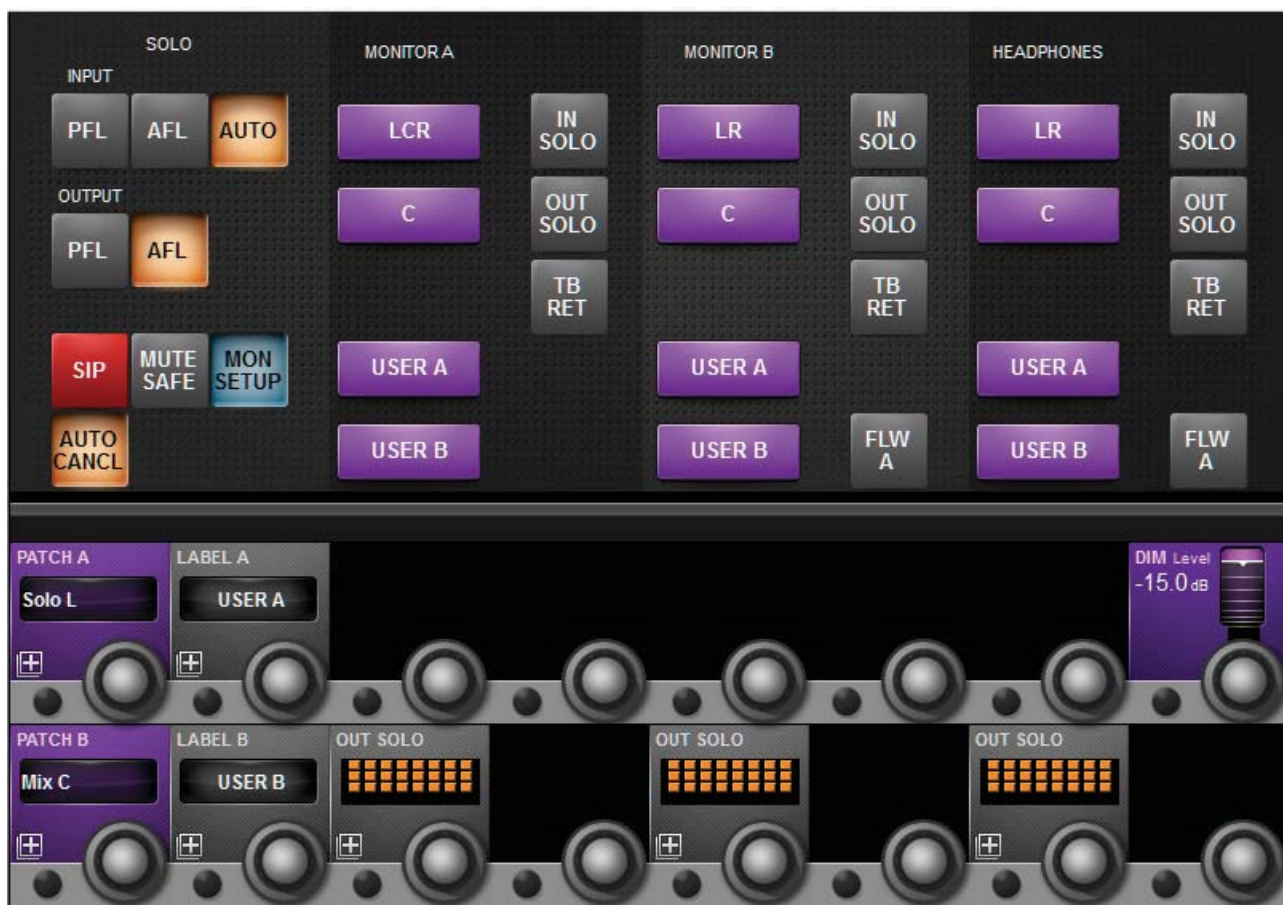 SOLO
MONITOR A
MONITOR B
HEADPHONES
INPUT
PFL
AFL
AUTO
LCR
IN
SOLO
LR
IN
SOLO
LR
IN
SOLO
OUTPUT
PFL
AFL
C
OUT
SOLO
C
OUT
SOLO
C
OUT
SOLO
TB
RET
TB
RET
TB
RET
SIP
MUTE
SAFE
MON
SETUP
USER A
USER A
USER A
AUTO
CANCL
USER B
USER B
FLW
A
USER B
FLW
A
PATCH A
Solo L
LABEL A
USER A
DIM Level
-15.0 dB
PATCH B
Mix C
LABEL B
USER B
OUT SOLO
OUT SOLO
OUT SOLO